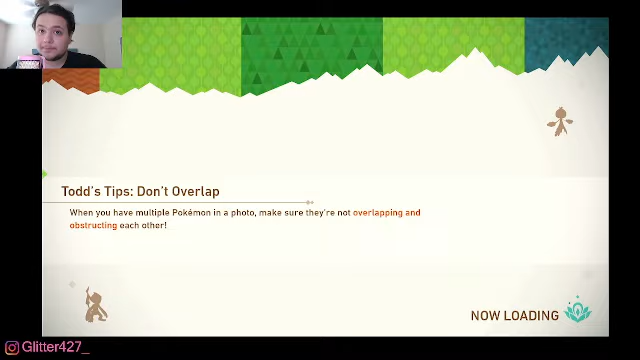 Todd's Tips: Don't Overlap
When you have multiple Pokémon in a photo, make sure they're not overlapping and
obstructing each other!
NOW LOADING
Glitter427_